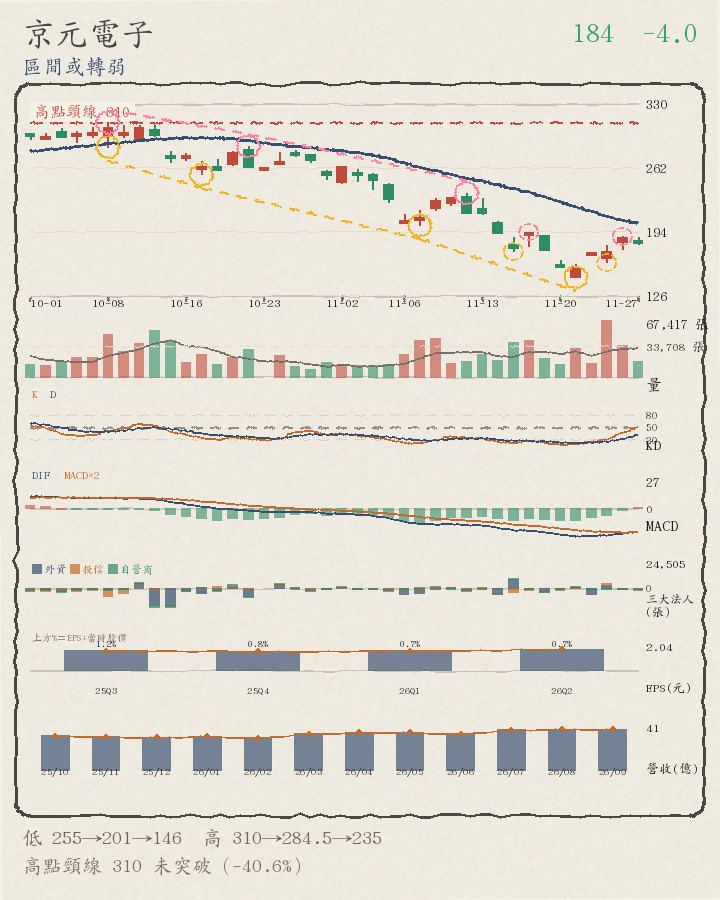 京元電子
184 -4.0
區間或轉弱
高點頸線 310
330
262
194
126
10-01 10-08 10-16 10-23 11-02 11-06 11-13 11-20 11-27
67,417 張
33,708 張
量
K D
80
50
20
KD
DIF MACD×2
27
0
MACD
外資 投信 自營商
24,505
0
三大法人
(張)
上方%=EPS÷當時股價
1.2% 0.8% 0.7% 0.7%
2.04
25Q3 25Q4 26Q1 26Q2
EPS(元)
41
25/10 25/11 25/12 26/01 26/02 26/03 26/04 26/05 26/06 26/07 26/08 26/09
營收(億)
低 255→201→146 高 310→284.5→235
高點頸線 310 未突破 (-40.6%)